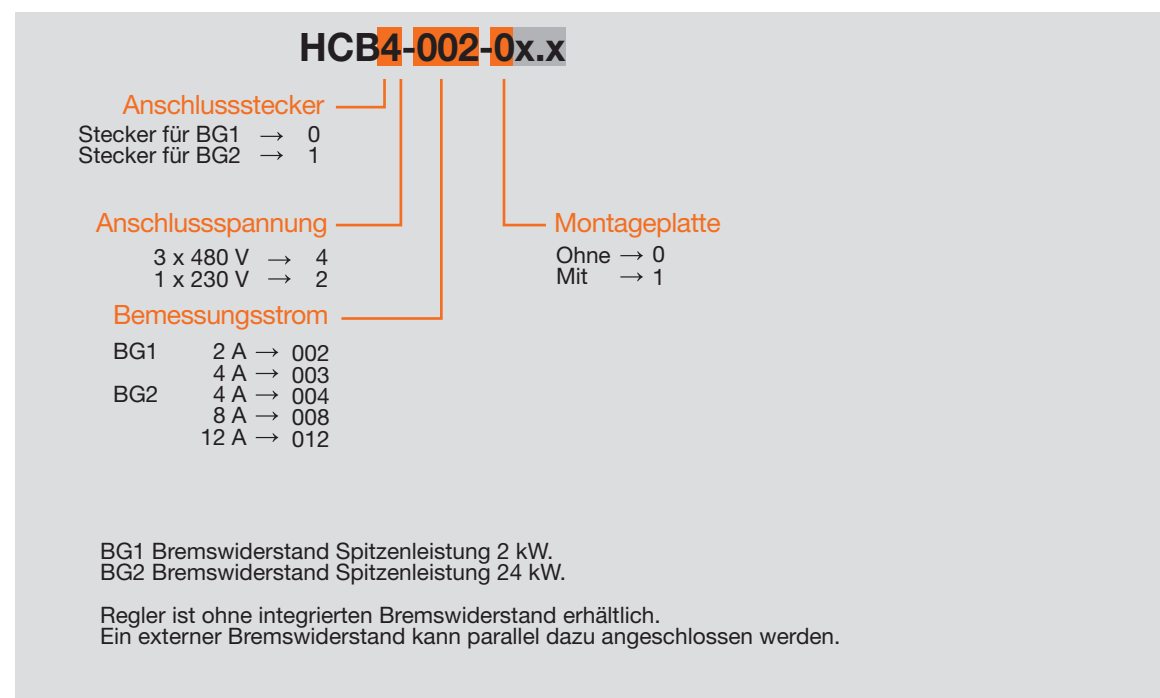 HCB4-002-0x.x
Anschlussstecker
Stecker für BG1 → 0
Stecker für BG2 → 1
Anschlussspannung
3 x 480 V → 4
1 x 230 V → 2
Montageplatte
Ohne → 0
Mit → 1
Bemessungsstrom
BG1 2 A → 002
4 A → 003
BG2 4 A → 004
8 A → 008
12 A → 012
BG1 Bremswiderstand Spitzenleistung 2 kW.
BG2 Bremswiderstand Spitzenleistung 24 kW.
Regler ist ohne integrierten Bremswiderstand erhältlich.
Ein externer Bremswiderstand kann parallel dazu angeschlossen werden.